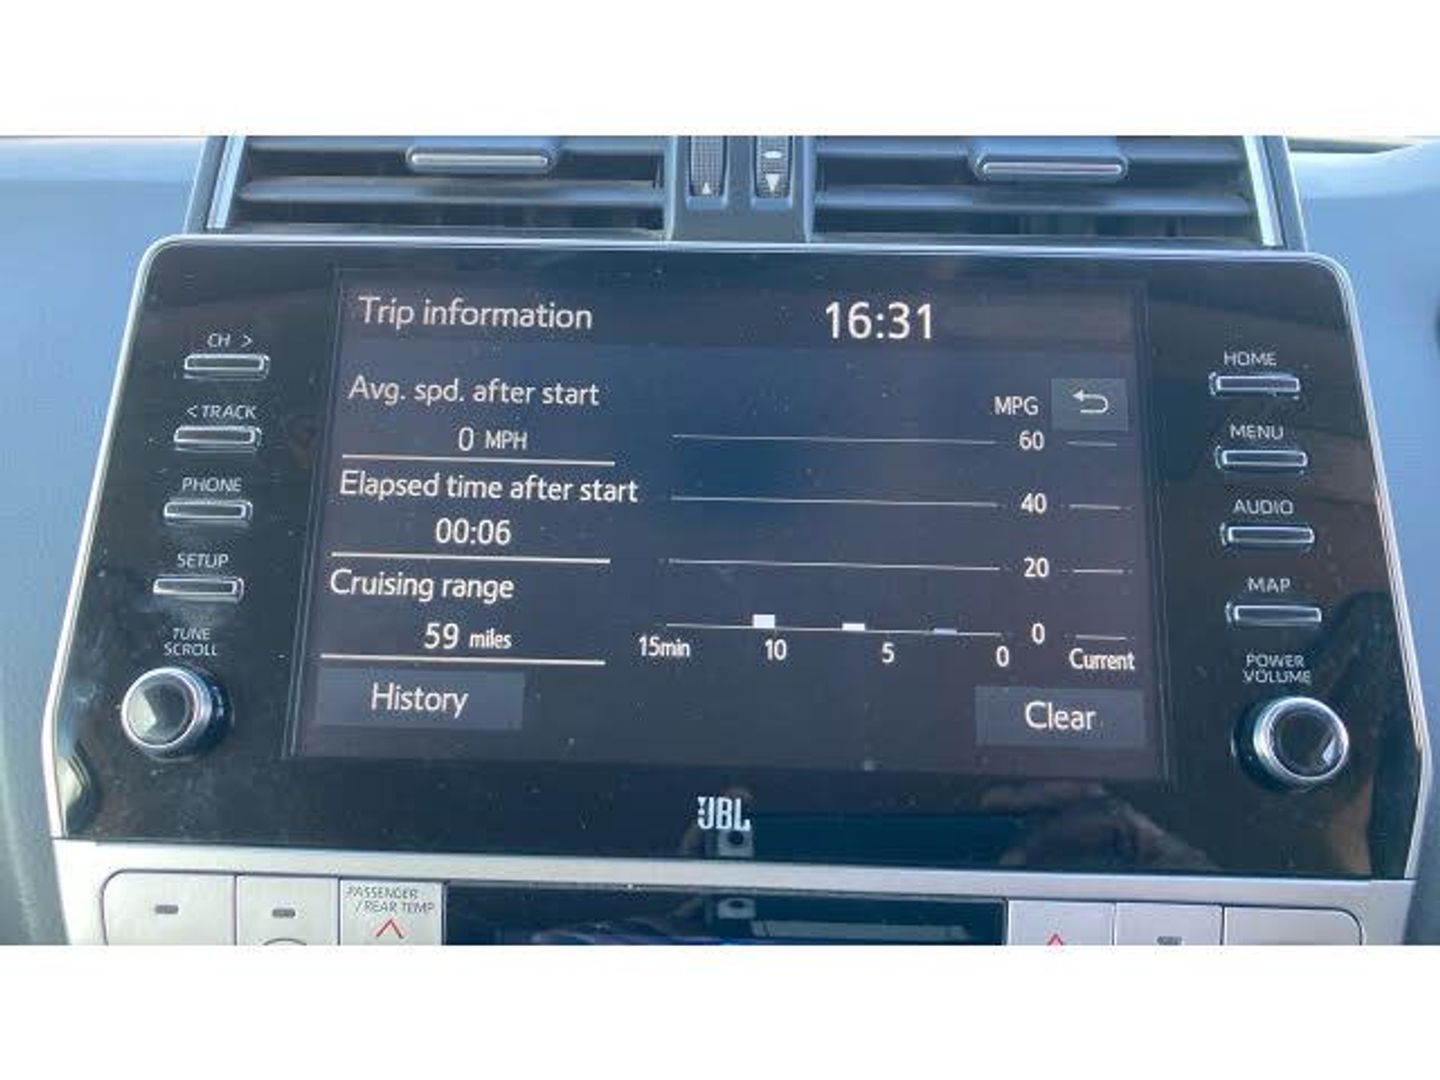 Trip information 16:31
CH >
HOME
Avg. spd. after start
MPG
<TRACK
0 MPH
60
MENU
Elapsed time after start
PHONE
40
AUDIO
00:06
SETUP
20
Cruising range
MAP
59 miles
0
TUNE
SCROLL
15min 10 5 0 Current
POWER
VOLUME
History
Clear
JBL
PASSENGER
/REAR TEMP